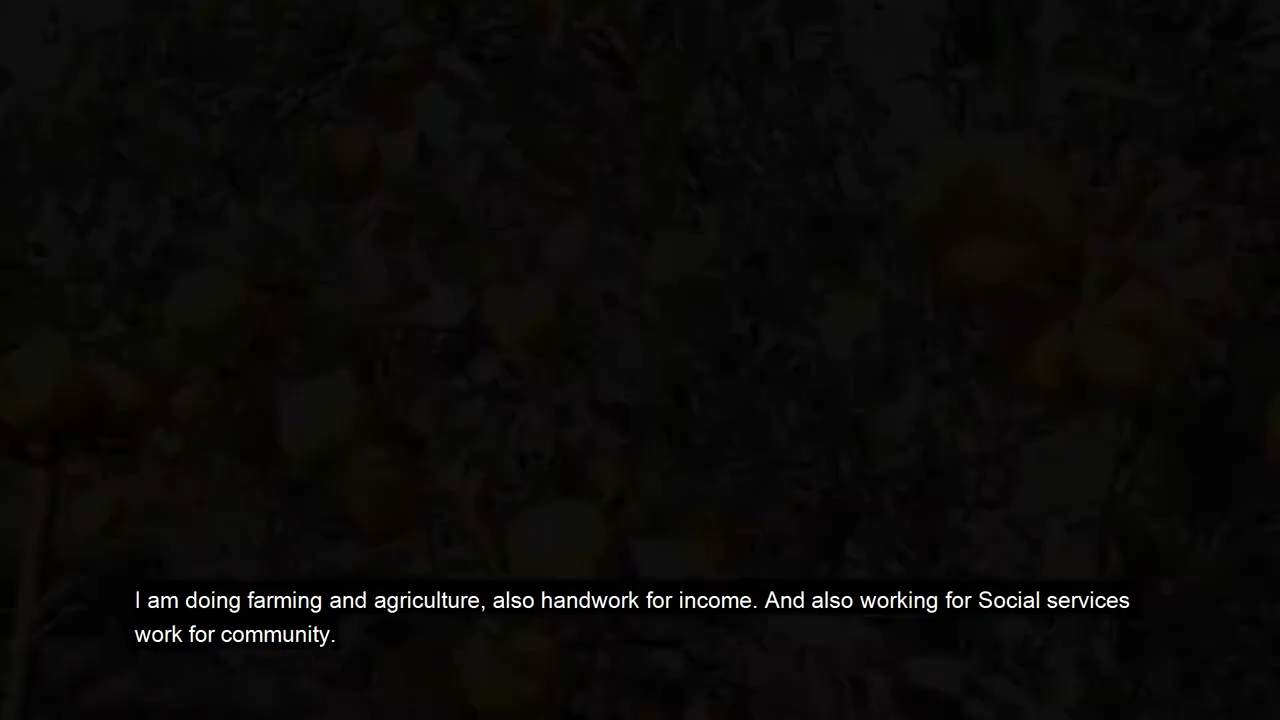 I am doing farming and agriculture, also handwork for income. And also working for Social services
work for community.